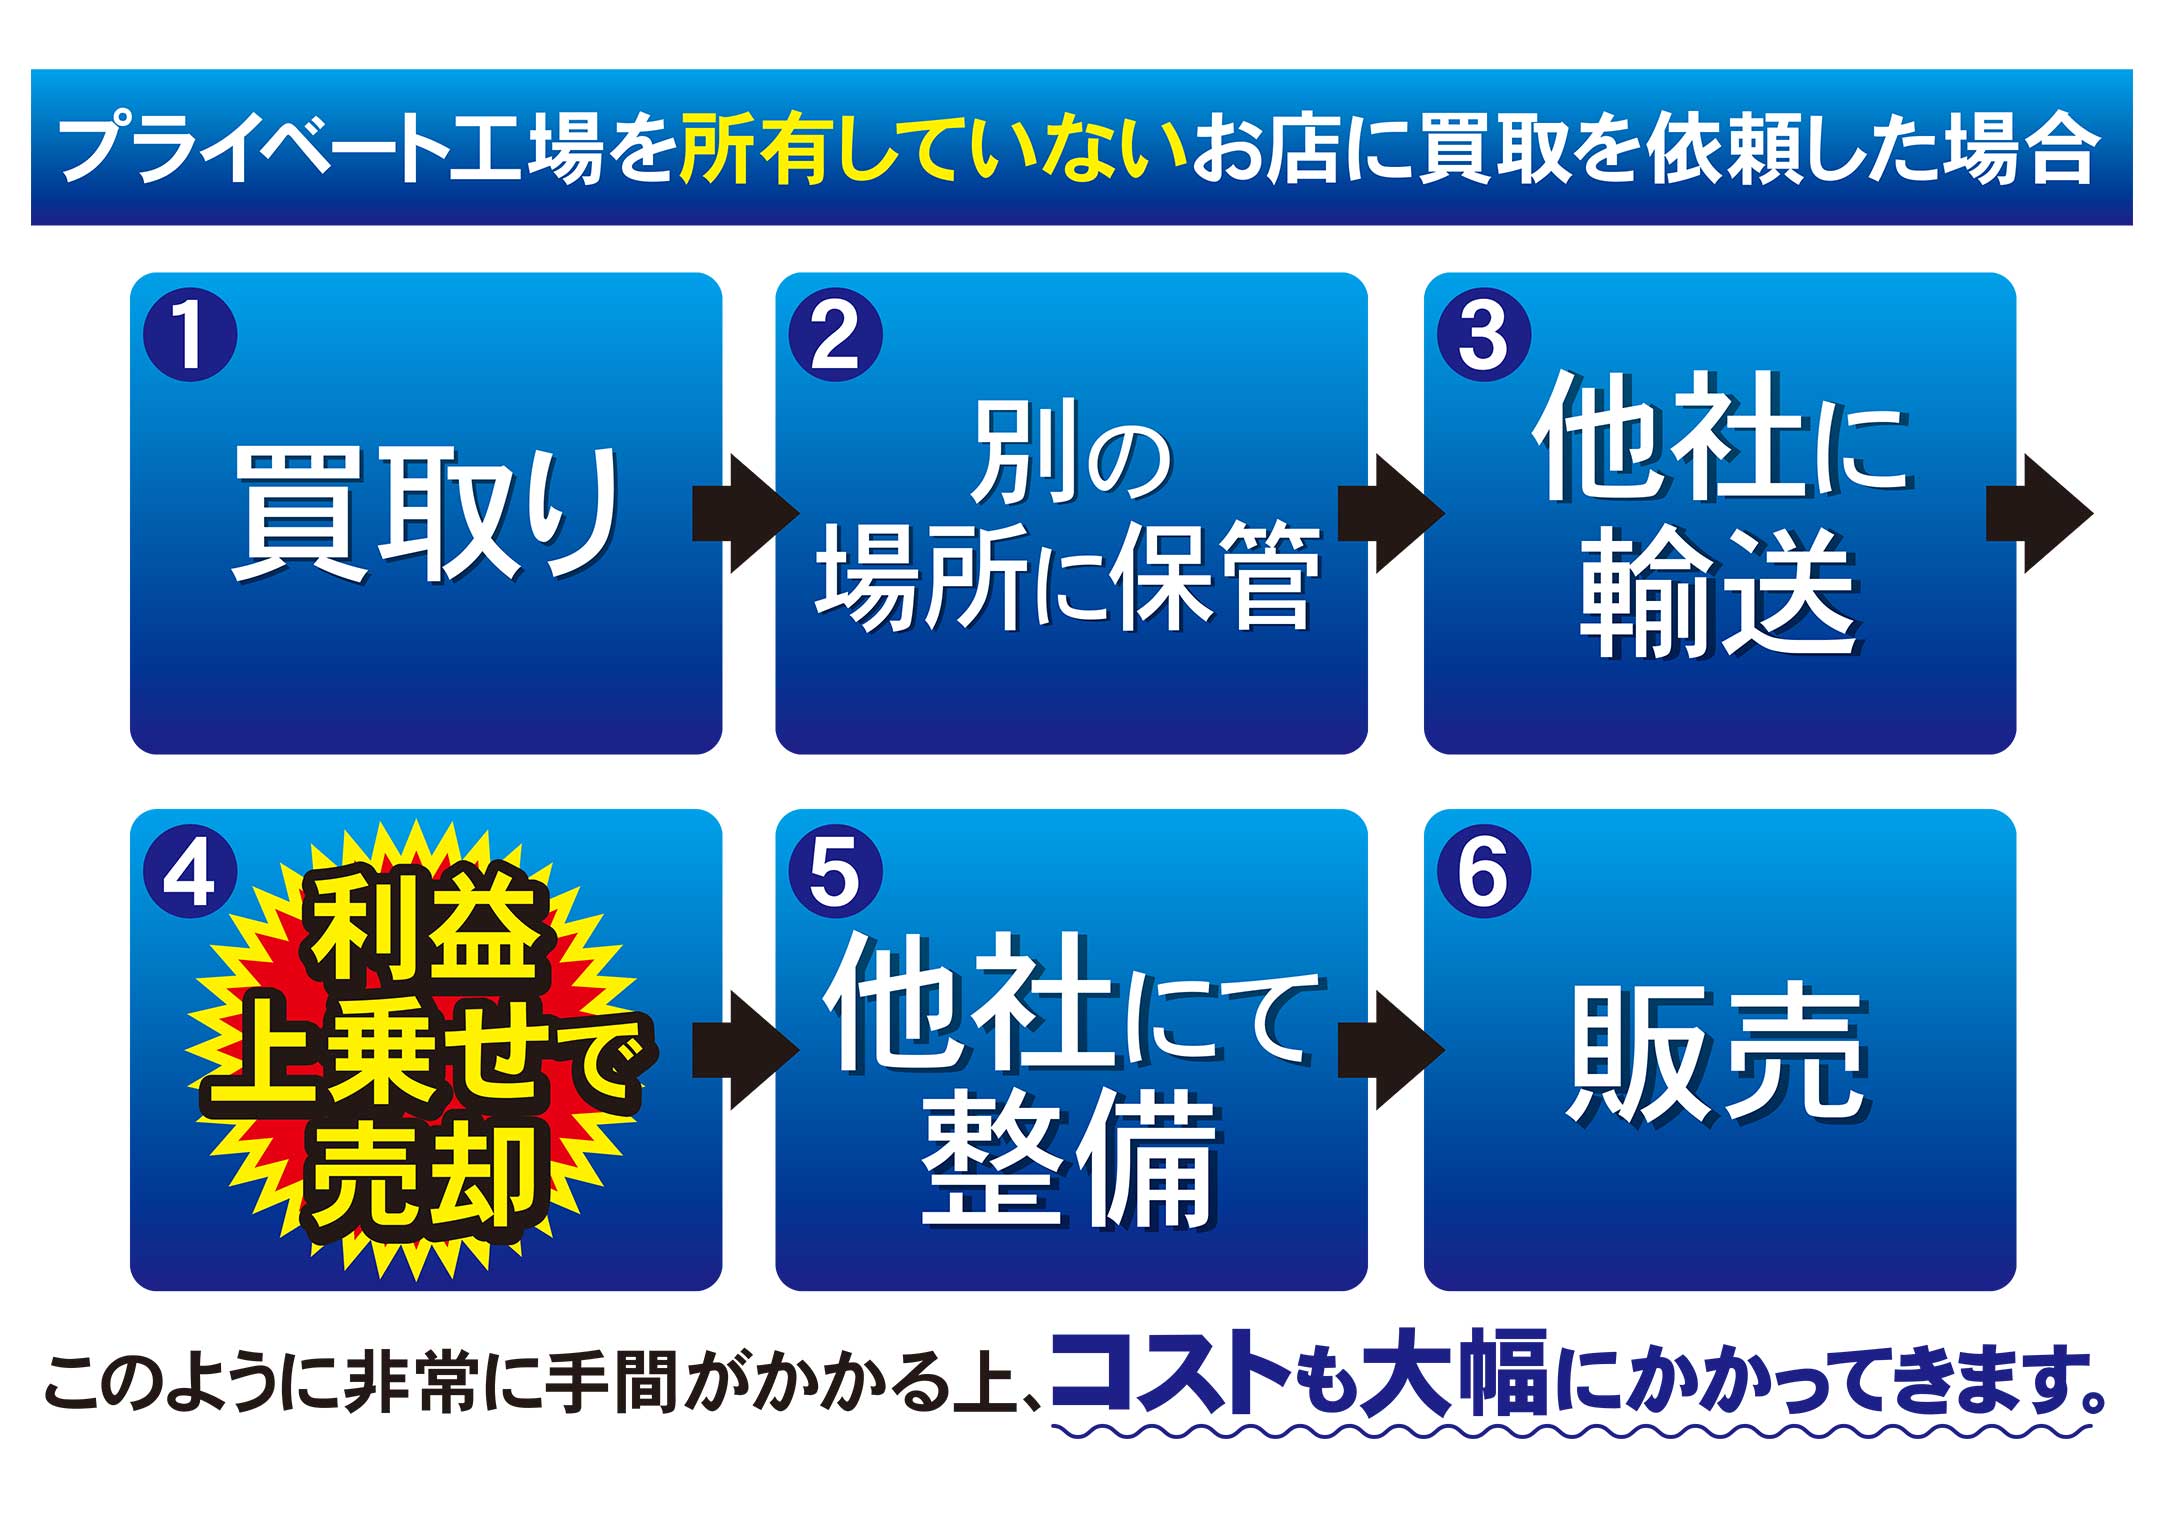 プライベート工場を所有していないお店に買取を依頼した場合
1
買取り
2
別の
場所に保管
3
他社に
輸送
4
利益
上乗せで
売却
5
他社にて
整備
6
販売
このように非常に手間がかかる上、コストも大幅にかかってきます。